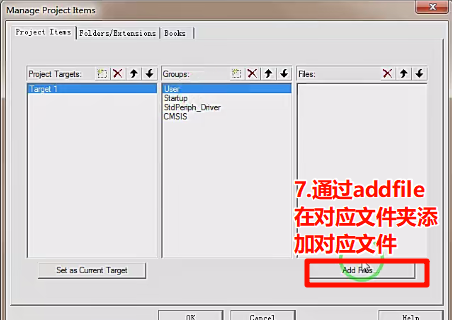 Manage Project Items
Project Items Folders/Extensions Books
Project Targets: Groups: Files:
Target 1
User
Startup
StdPeriph_Driver
CMSIS
7.通过addfile
在对应文件夹添
加对应文件
Set as Current Target
Add Files...
OK Cancel Help